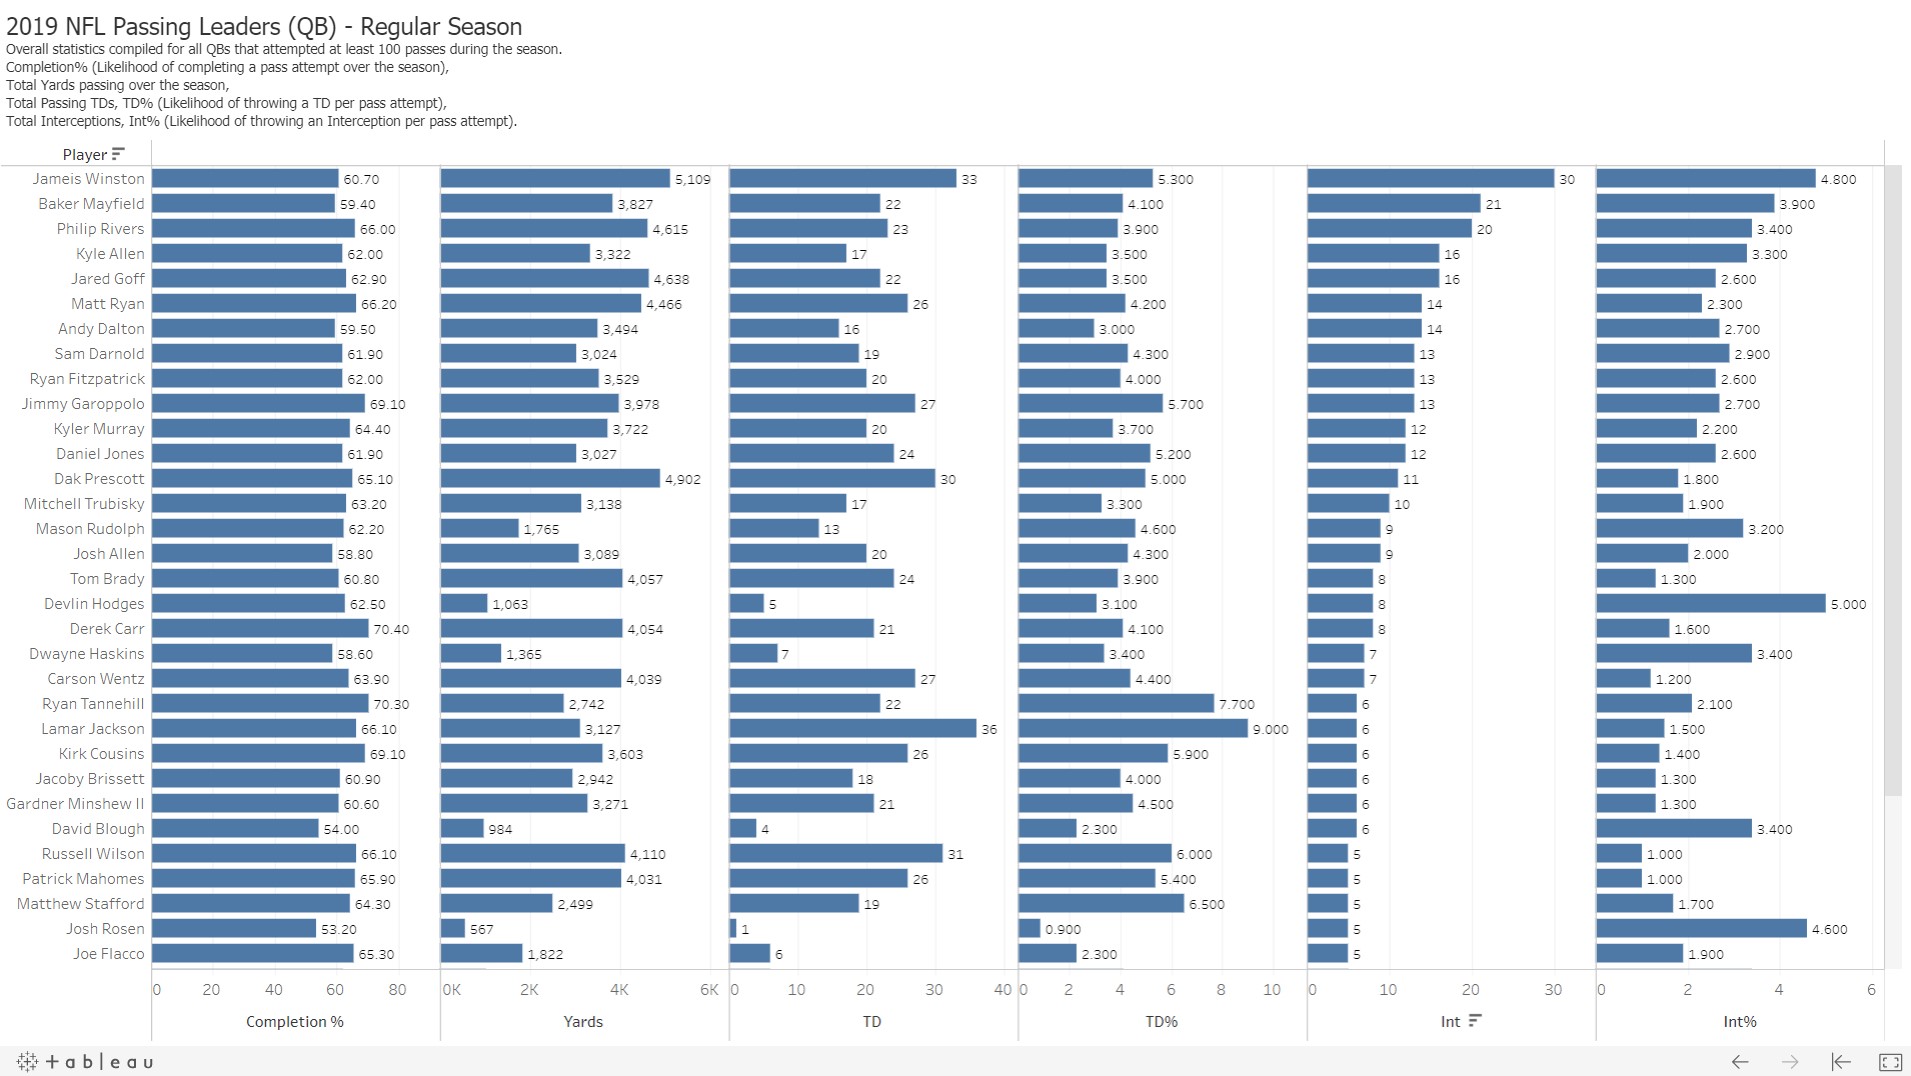 2019 NFL Passing Leaders (QB) - Regular Season
Overall statistics compiled for all QBs that attempted at least 100 passes during the season.
Completion% (Likelihood of completing a pass attempt over the season),
Total Yards passing over the season,
Total Passing TDs, TD% (Likelihood of throwing a TD per pass attempt),
Total Interceptions, Int% (Likelihood of throwing an Interception per pass attempt).
Player
Jameis Winston 60.70 5,109 33 5.300 30 4.800
Baker Mayfield 59.40 3,827 22 4.100 21 3.900
Philip Rivers 66.00 4,615 23 3.900 20 3.400
Kyle Allen 62.00 3,322 17 3.500 16 3.300
Jared Goff 62.90 4,638 22 3.500 16 2.600
Matt Ryan 66.20 4,466 26 4.200 14 2.300
Andy Dalton 59.50 3,494 16 3.000 14 2.700
Sam Darnold 61.90 3,024 19 4.300 13 2.900
Ryan Fitzpatrick 62.00 3,529 20 4.000 13 2.600
Jimmy Garoppolo 69.10 3,978 27 5.700 13 2.700
Kyler Murray 64.40 3,722 20 3.700 12 2.200
Daniel Jones 61.90 3,027 24 5.200 12 2.600
Dak Prescott 65.10 4,902 30 5.000 11 1.800
Mitchell Trubisky 63.20 3,138 17 3.300 10 1.900
Mason Rudolph 62.20 1,765 13 4.600 9 3.200
Josh Allen 58.80 3,089 20 4.300 9 2.000
Tom Brady 60.80 4,057 24 3.900 8 1.300
Devlin Hodges 62.50 1,063 5 3.100 8 5.000
Derek Carr 70.40 4,054 21 4.100 8 1.600
Dwayne Haskins 58.60 1,365 7 3.400 7 3.400
Carson Wentz 63.90 4,039 27 4.400 7 1.200
Ryan Tannehill 70.30 2,742 22 7.700 6 2.100
Lamar Jackson 66.10 3,127 36 9.000 6 1.500
Kirk Cousins 69.10 3,603 26 5.900 6 1.400
Jacoby Brissett 60.90 2,942 18 4.000 6 1.300
Gardner Minshew II 60.60 3,271 21 4.500 6 1.300
David Blough 54.00 984 4 2.300 6 3.400
Russell Wilson 66.10 4,110 31 6.000 5 1.000
Patrick Mahomes 65.90 4,031 26 5.400 5 1.000
Matthew Stafford 64.30 2,499 19 6.500 5 1.700
Josh Rosen 53.20 567 1 0.900 5 4.600
Joe Flacco 65.30 1,822 6 2.300 5 1.900
0 20 40 60 80 0K 2K 4K 6K 0 10 20 30 40 0 2 4 6 8 10 0 10 20 30 0 2 4 6
Completion % Yards TD TD% Int Int%
+ableau